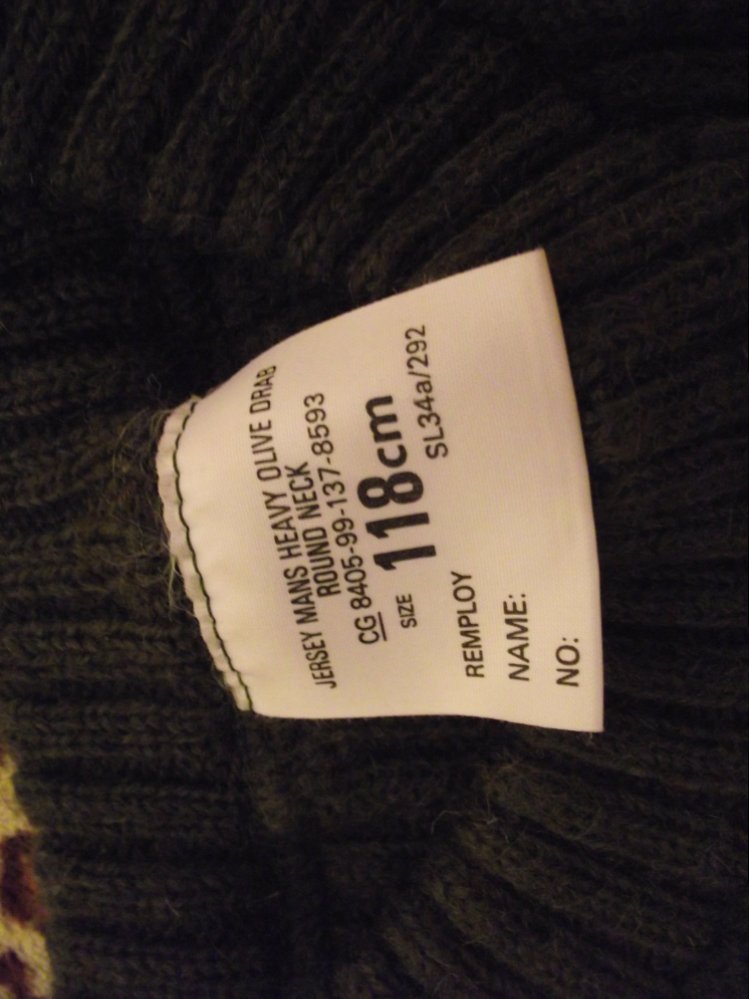 JERSEY MANS HEAVY OLIVE DRAB
ROUND NECK
CG 8405-99-137-8593
SIZE 118cm
SL34a/292
REMPLOY
NAME:
NO: